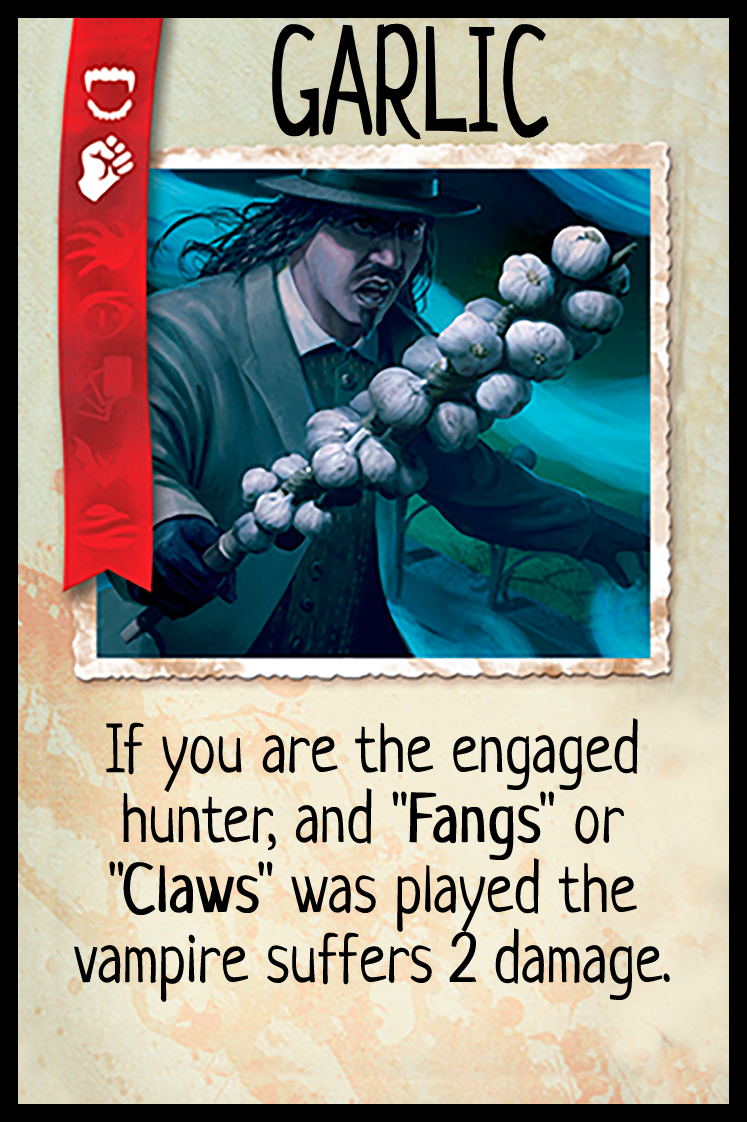 GARLIC
If you are the engaged
hunter, and "Fangs" or
"Claws" was played the
vampire suffers 2 damage.